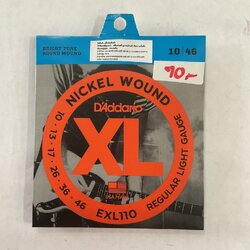 BRIGHT TONE
ROUND WOUND
10 46
90.-
NICKEL WOUND
D'Addario
XL
10·13·17·26·36·46
EXL110
REGULAR LIGHT GAUGE